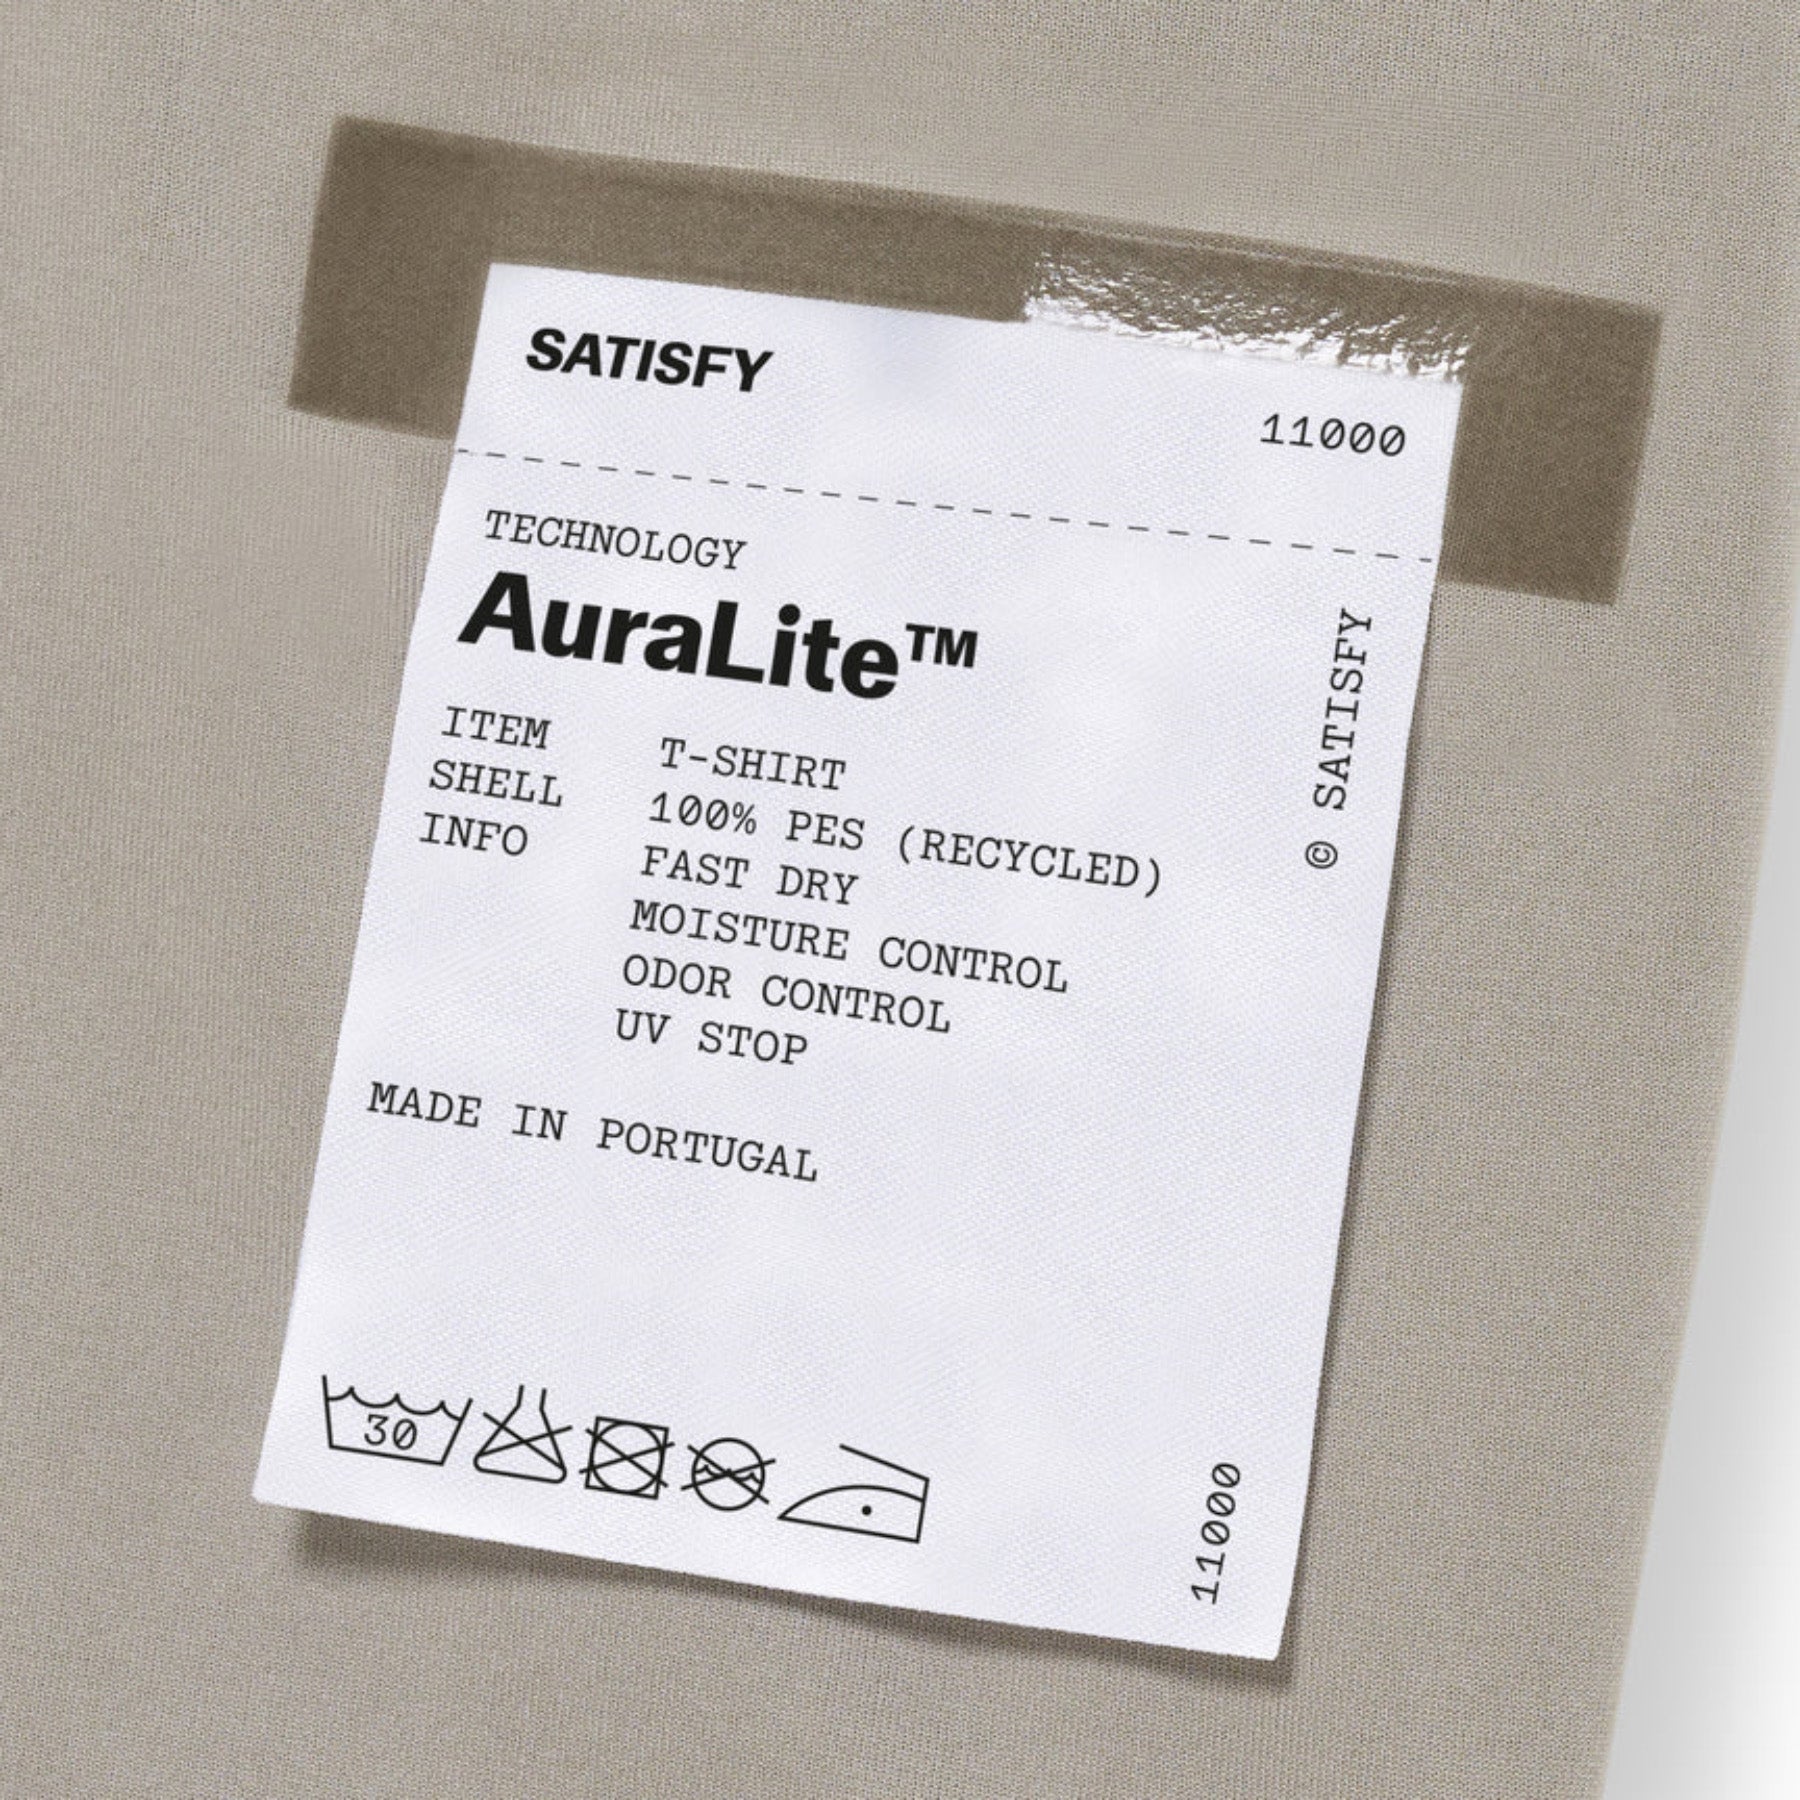 SATISFY
11000
TECHNOLOGY
AuraLite™
ITEM T-SHIRT
SHELL 100% PES (RECYCLED)
INFO FAST DRY
MOISTURE CONTROL
ODOR CONTROL
UV STOP
MADE IN PORTUGAL
© SATISFY
30
11000